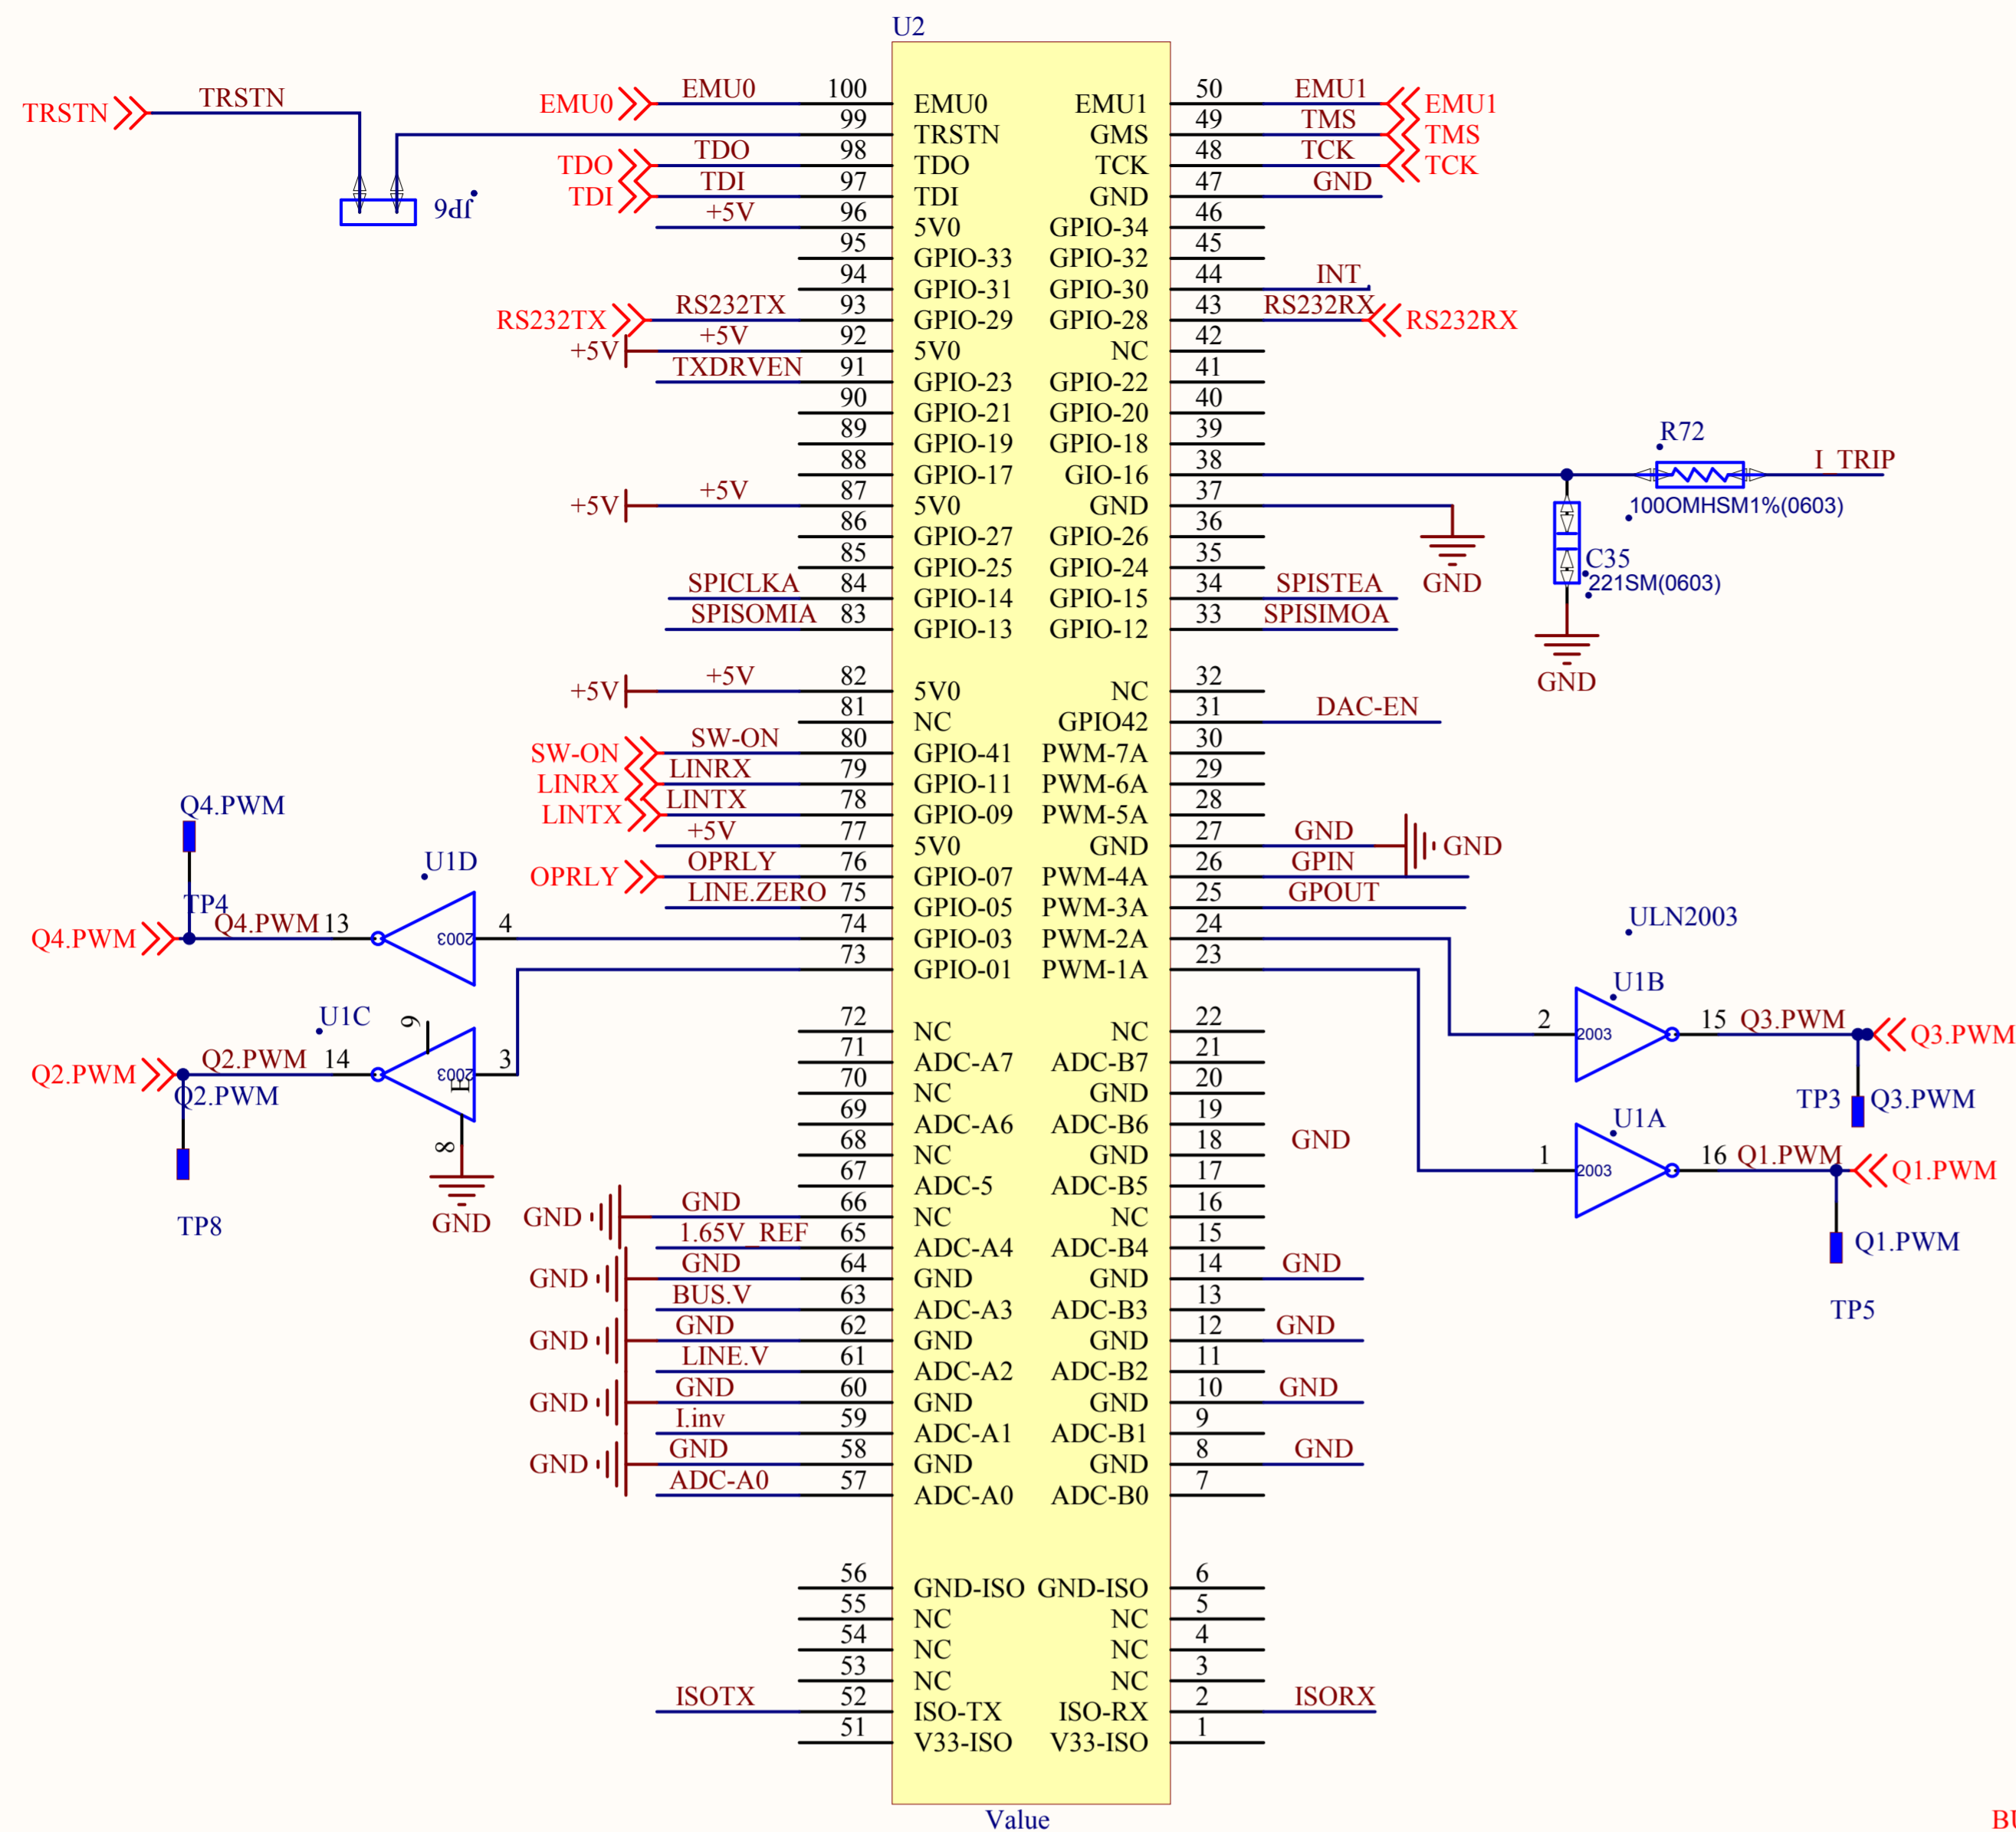 U2
TRSTN TRSTN
JP6
EMU0 EMU0 100 EMU0 EMU1 50 EMU1 EMU1
99 TRSTN GMS 49 TMS TMS
TDO TDO 98 TDO TCK 48 TCK TCK
TDI TDI 97 TDI GND 47 GND
+5V 96 5V0 GPIO-34 46
95 GPIO-33 GPIO-32 45
94 GPIO-31 GPIO-30 44 INT
RS232TX RS232TX 93 GPIO-29 GPIO-28 43 RS232RX RS232RX
+5V +5V 92 5V0 NC 42
TXDRVEN 91 GPIO-23 GPIO-22 41
90 GPIO-21 GPIO-20 40
89 GPIO-19 GPIO-18 39
88 GPIO-17 GIO-16 38
R72
I_TRIP
100OMHSM1%(0603)
+5V +5V 87 5V0 GND 37
GND
86 GPIO-27 GPIO-26 36
85 GPIO-25 GPIO-24 35
C35
221SM(0603)
GND
SPICLKA 84 GPIO-14 GPIO-15 34 SPISTEA
SPISOMIA 83 GPIO-13 GPIO-12 33 SPISIMOA
+5V +5V 82 5V0 NC 32
81 NC GPIO42 31 DAC-EN
SW-ON SW-ON 80 GPIO-41 PWM-7A 30
LINRX LINRX 79 GPIO-11 PWM-6A 29
LINTX LINTX 78 GPIO-09 PWM-5A 28
+5V 77 5V0 GND 27 GND GND
OPRLY OPRLY 76 GPIO-07 PWM-4A 26 GPIN
LINE.ZERO 75 GPIO-05 PWM-3A 25 GPOUT
74 GPIO-03 PWM-2A 24
73 GPIO-01 PWM-1A 23
Q4.PWM
U1D
TP4
Q4.PWM Q4.PWM 13 2003 4
U1C
9
Q2.PWM Q2.PWM 14 2003 3
E
Q2.PWM
8
GND
TP8
ULN2003
U1B
2 2003 15 Q3.PWM Q3.PWM
TP3 Q3.PWM
U1A
1 2003 16 Q1.PWM Q1.PWM
Q1.PWM
TP5
72 NC NC 22
71 ADC-A7 ADC-B7 21
70 NC GND 20
69 ADC-A6 ADC-B6 19
68 NC GND 18 GND
67 ADC-5 ADC-B5 17
GND GND 66 NC NC 16
1.65V_REF 65 ADC-A4 ADC-B4 15
GND GND 64 GND GND 14 GND
BUS.V 63 ADC-A3 ADC-B3 13
GND GND 62 GND GND 12 GND
LINE.V 61 ADC-A2 ADC-B2 11
GND GND 60 GND GND 10 GND
I.inv 59 ADC-A1 ADC-B1 9
GND GND 58 GND GND 8 GND
ADC-A0 57 ADC-A0 ADC-B0 7
56 GND-ISO GND-ISO 6
55 NC NC 5
54 NC NC 4
53 NC NC 3
ISOTX 52 ISO-TX ISO-RX 2 ISORX
51 V33-ISO V33-ISO 1
Value